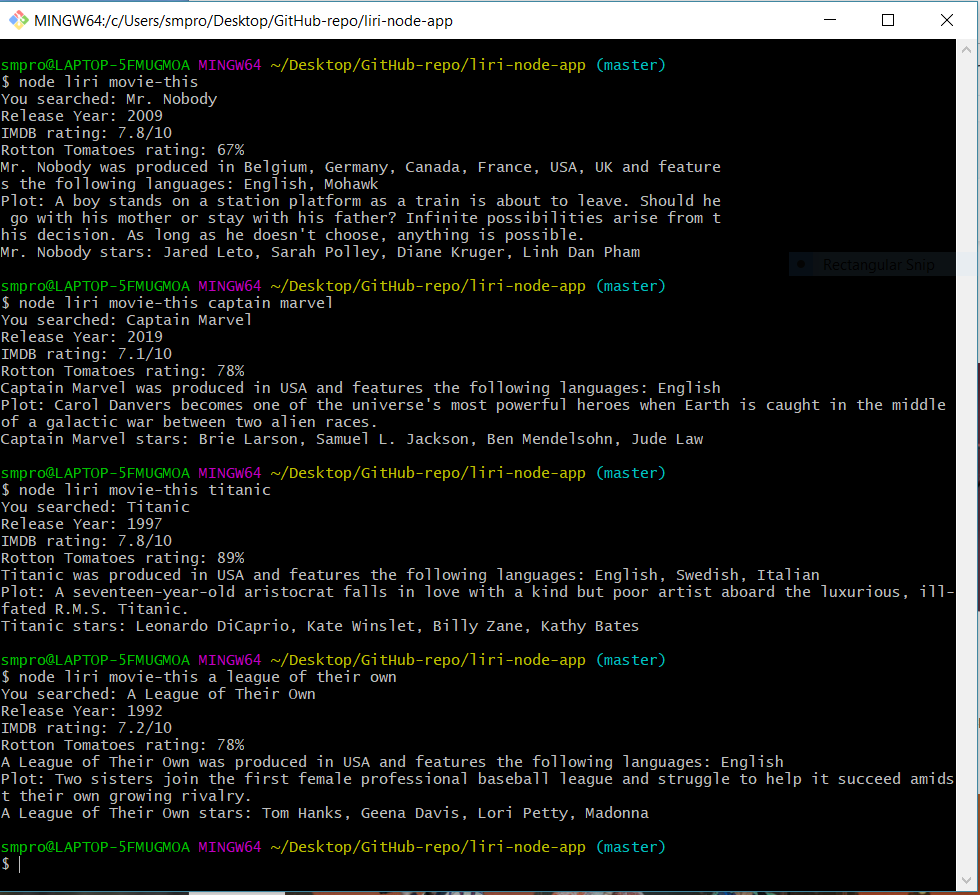 MINGW64:/c/Users/smpro/Desktop/GitHub-repo/liri-node-app
smpro@LAPTOP-5FMUGMOA MINGW64 ~/Desktop/GitHub-repo/liri-node-app (master)
$ node liri movie-this
You searched: Mr. Nobody
Release Year: 2009
IMDB rating: 7.8/10
Rotton Tomatoes rating: 67%
Mr. Nobody was produced in Belgium, Germany, Canada, France, USA, UK and feature
s the following languages: English, Mohawk
Plot: A boy stands on a station platform as a train is about to leave. Should he
 go with his mother or stay with his father? Infinite possibilities arise from t
his decision. As long as he doesn't choose, anything is possible.
Mr. Nobody stars: Jared Leto, Sarah Polley, Diane Kruger, Linh Dan Pham
Rectangular Snip
smpro@LAPTOP-5FMUGMOA MINGW64 ~/Desktop/GitHub-repo/liri-node-app (master)
$ node liri movie-this captain marvel
You searched: Captain Marvel
Release Year: 2019
IMDB rating: 7.1/10
Rotton Tomatoes rating: 78%
Captain Marvel was produced in USA and features the following languages: English
Plot: Carol Danvers becomes one of the universe's most powerful heroes when Earth is caught in the middle
of a galactic war between two alien races.
Captain Marvel stars: Brie Larson, Samuel L. Jackson, Ben Mendelsohn, Jude Law
smpro@LAPTOP-5FMUGMOA MINGW64 ~/Desktop/GitHub-repo/liri-node-app (master)
$ node liri movie-this titanic
You searched: Titanic
Release Year: 1997
IMDB rating: 7.8/10
Rotton Tomatoes rating: 89%
Titanic was produced in USA and features the following languages: English, Swedish, Italian
Plot: A seventeen-year-old aristocrat falls in love with a kind but poor artist aboard the luxurious, ill-
fated R.M.S. Titanic.
Titanic stars: Leonardo DiCaprio, Kate Winslet, Billy Zane, Kathy Bates
smpro@LAPTOP-5FMUGMOA MINGW64 ~/Desktop/GitHub-repo/liri-node-app (master)
$ node liri movie-this a league of their own
You searched: A League of Their Own
Release Year: 1992
IMDB rating: 7.2/10
Rotton Tomatoes rating: 78%
A League of Their Own was produced in USA and features the following languages: English
Plot: Two sisters join the first female professional baseball league and struggle to help it succeed amids
t their own growing rivalry.
A League of Their Own stars: Tom Hanks, Geena Davis, Lori Petty, Madonna
smpro@LAPTOP-5FMUGMOA MINGW64 ~/Desktop/GitHub-repo/liri-node-app (master)
$